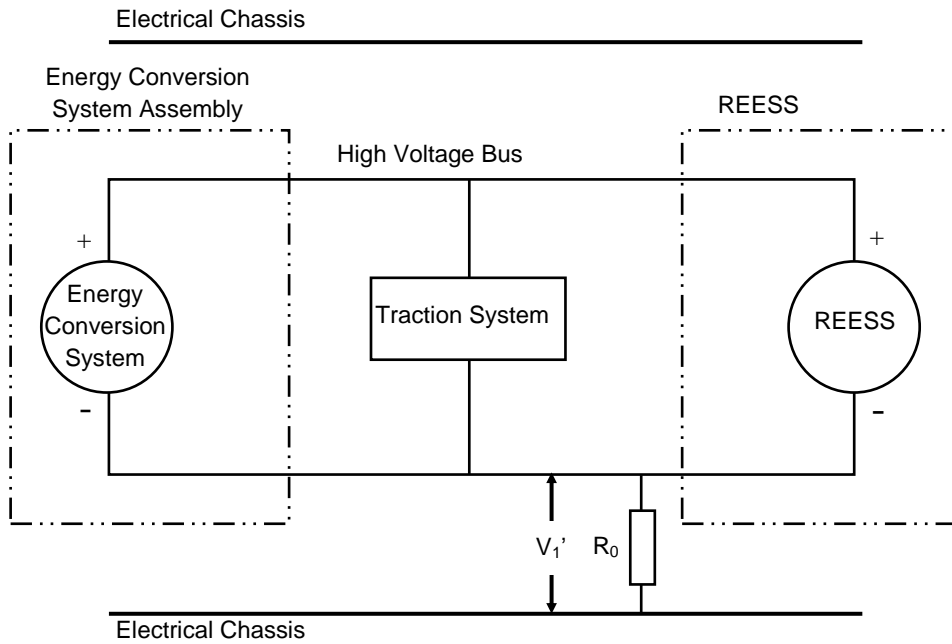 Electrical Chassis
Energy Conversion
System Assembly
REESS
High Voltage Bus
+
+
Energy
Conversion
System
Traction System
REESS
-
-
V1’
R0
Electrical Chassis